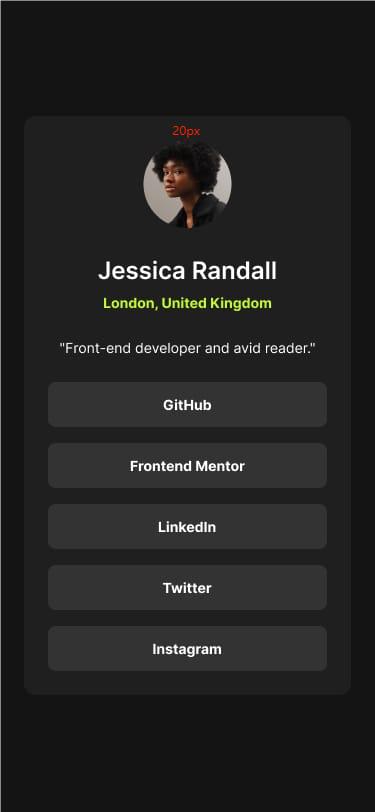 20px
Jessica Randall
London, United Kingdom
"Front-end developer and avid reader."
GitHub
Frontend Mentor
LinkedIn
Twitter
Instagram